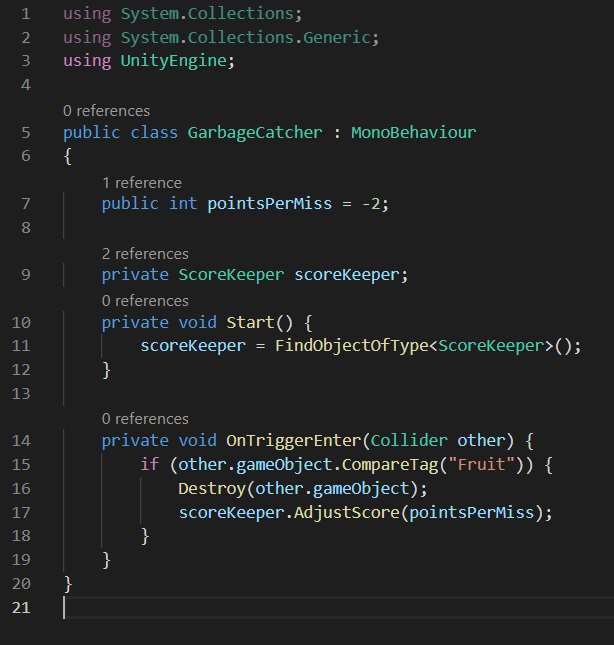 1 using System.Collections;
2 using System.Collections.Generic;
3 using UnityEngine;
4
0 references
5 public class GarbageCatcher : MonoBehaviour
6 {
1 reference
7 public int pointsPerMiss = -2;
8
2 references
9 private ScoreKeeper scoreKeeper;
0 references
10 private void Start() {
11 scoreKeeper = FindObjectOfType<ScoreKeeper>();
12 }
13
0 references
14 private void OnTriggerEnter(Collider other) {
15 if (other.gameObject.CompareTag("Fruit")) {
16 Destroy(other.gameObject);
17 scoreKeeper.AdjustScore(pointsPerMiss);
18 }
19 }
20 }
21